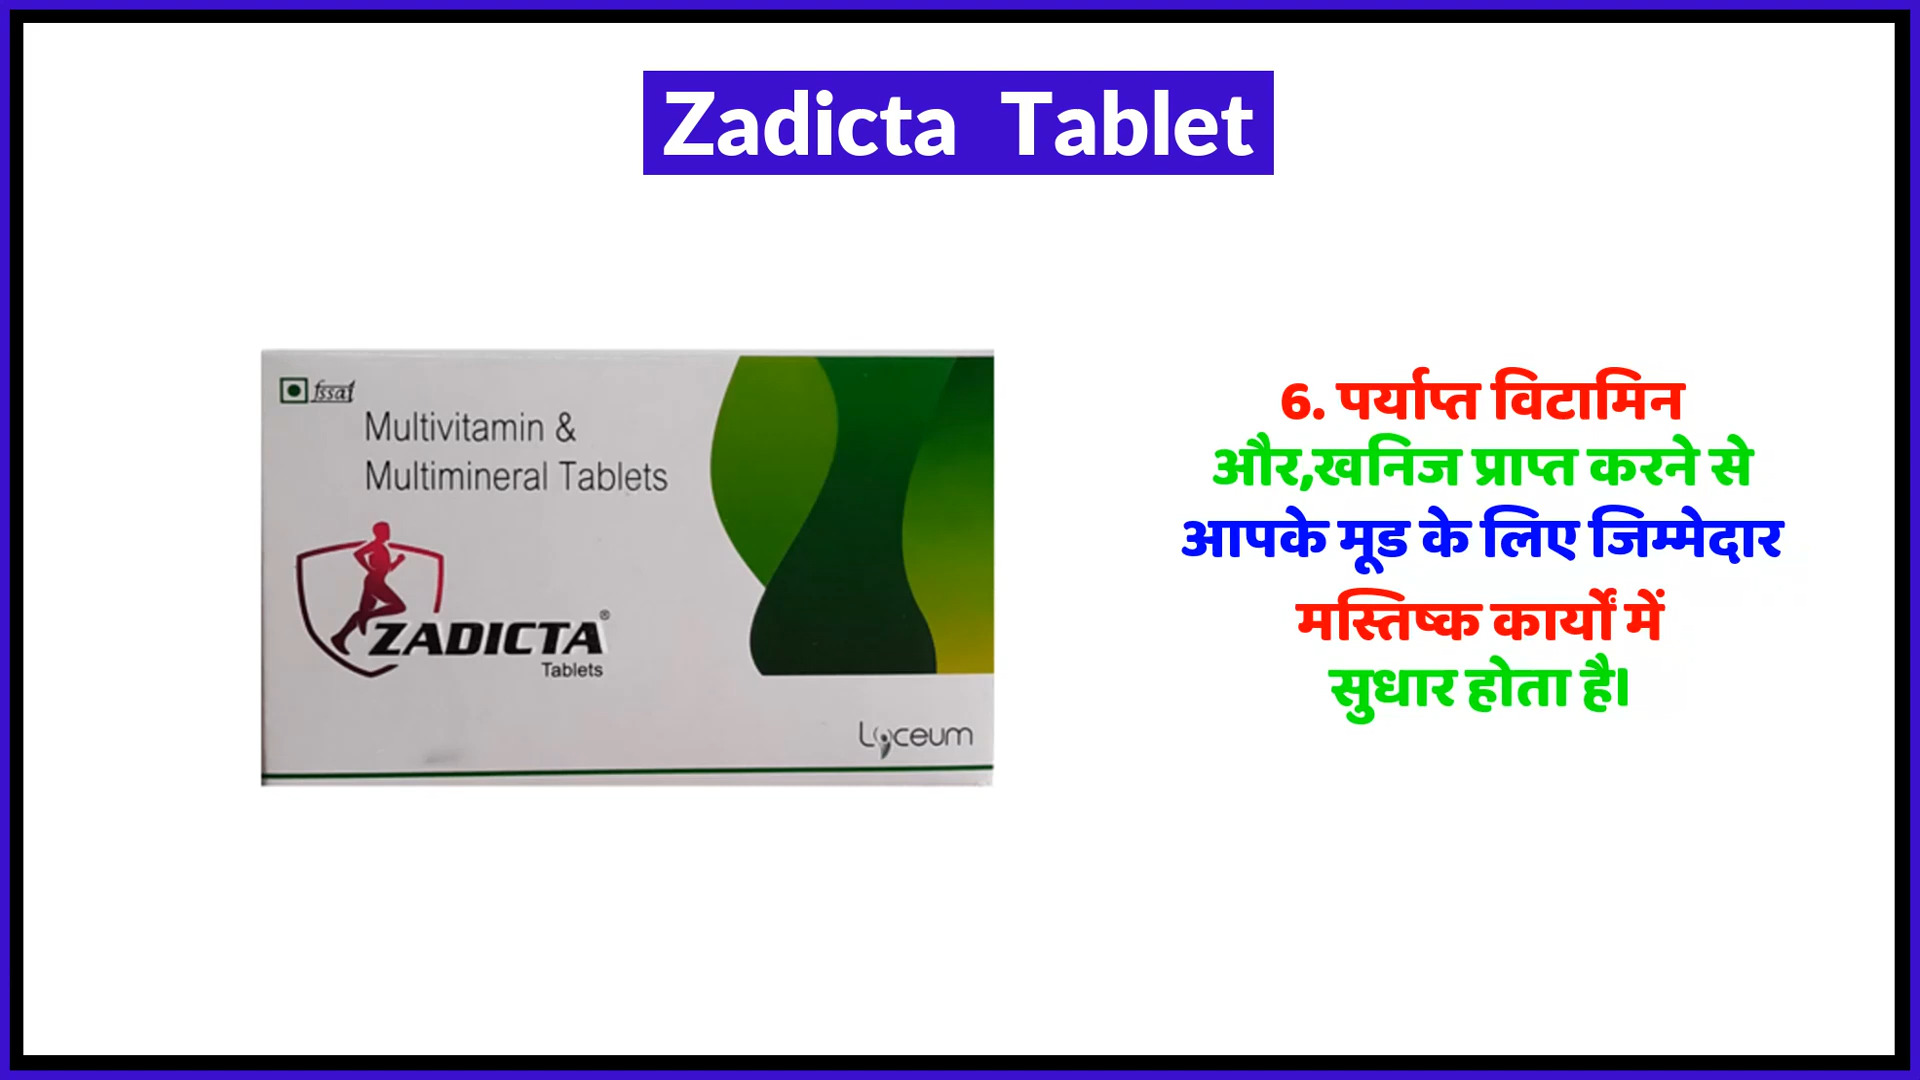 Zadicta Tablet
fssai
Multivitamin &
Multimineral Tablets
ZADICTA®
Tablets
Lyceum
6. पर्याप्त विटामिन
और,खनिज प्राप्त करने से
आपके मूड के लिए जिम्मेदार
मस्तिष्क कार्यों में
सुधार होता है।